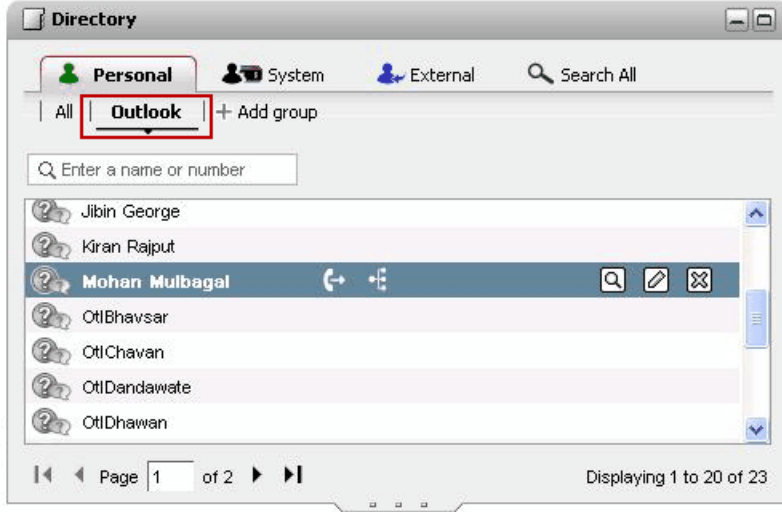 Directory
Personal System External Search All
All Outlook + Add group
Enter a name or number
Jibin George
Kiran Rajput
Mohan Mulbagal
OtlBhavsar
OtlChavan
OtlDandawate
OtlDhawan
Page 1 of 2 Displaying 1 to 20 of 23